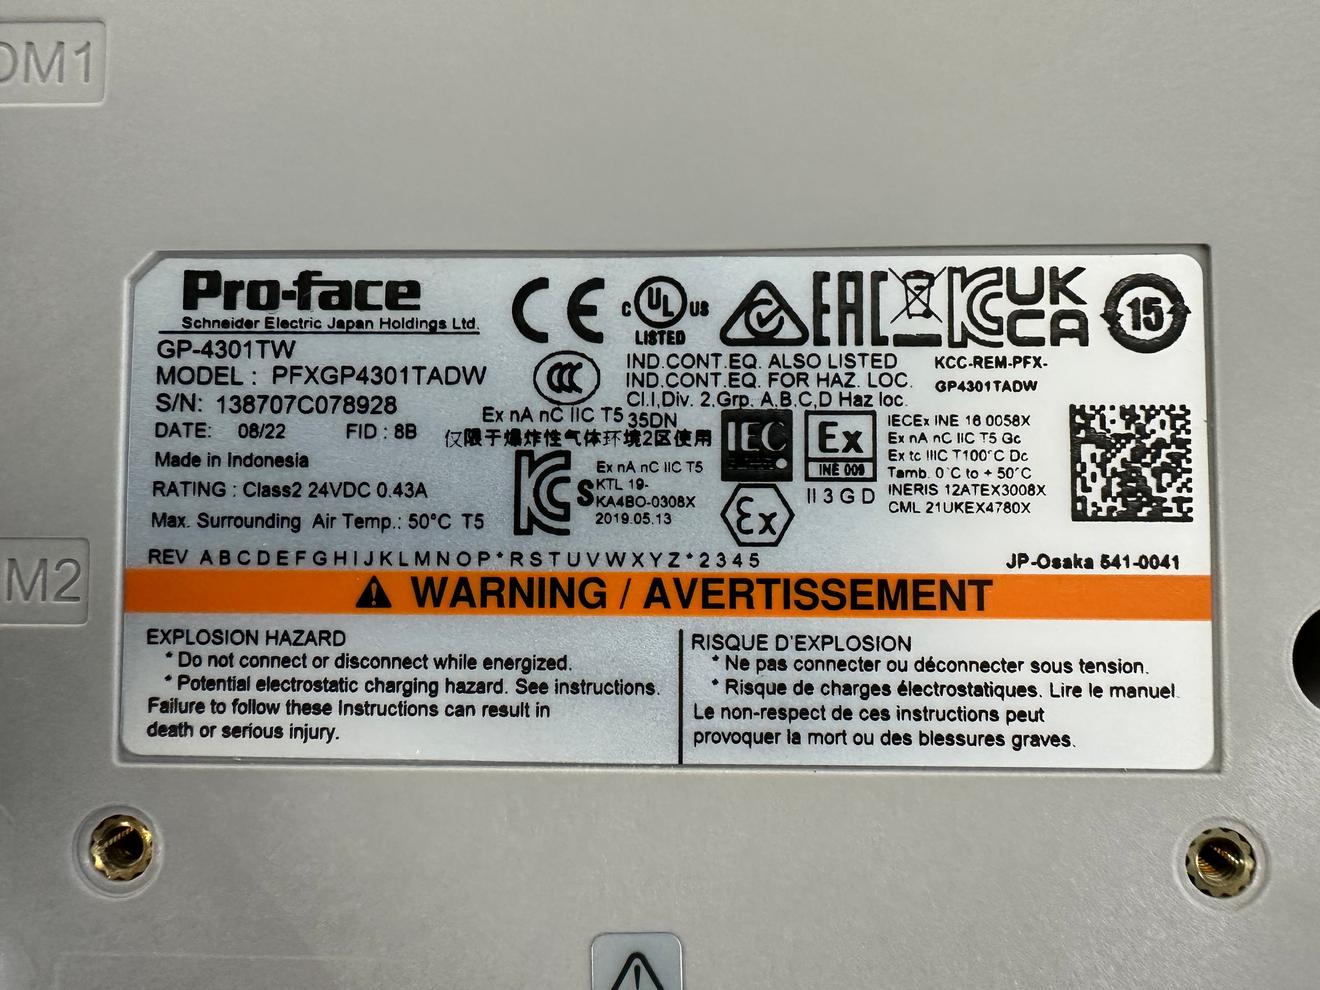 OM1
Pro-face
Schneider Electric Japan Holdings Ltd.
GP-4301TW
MODEL : PFXGP4301TADW
S/N: 138707C078928
DATE: 08/22 FID : 8B
Made in Indonesia
RATING : Class2 24VDC 0.43A
Max. Surrounding Air Temp.: 50°C T5
CE
C UL US
LISTED
EAC
KC
UK
CA
15
CCC
IND.CONT.EQ. ALSO LISTED
IND.CONT.EQ. FOR HAZ. LOC.
Cl.I, Div. 2, Grp. A,B,C,D Haz loc.
35DN
KCC-REM-PFX-
GP4301TADW
Ex nA nC IIC T5
仅限于爆炸性气体环境2区使用
KCs
Ex nA nC IIC T5
KTL 19-
KA4BO-0308X
2019.05.13
IEC
Ex
INE 009
Ex
II 3 G D
IECEx INE 16 0058X
Ex nA nC IIC T5 Gc
Ex tc IIIC T100°C Dc
Tamb. 0°C to + 50°C
INERIS 12ATEX3008X
CML 21UKEX4780X
REV A B C D E F G H I J K L M N O P * R S T U V W X Y Z * 2 3 4 5
JP-Osaka 541-0041
M2
WARNING / AVERTISSEMENT
EXPLOSION HAZARD
* Do not connect or disconnect while energized.
* Potential electrostatic charging hazard. See instructions.
Failure to follow these Instructions can result in
death or serious injury.
RISQUE D'EXPLOSION
* Ne pas connecter ou déconnecter sous tension.
* Risque de charges électrostatiques. Lire le manuel.
Le non-respect de ces instructions peut
provoquer la mort ou des blessures graves.